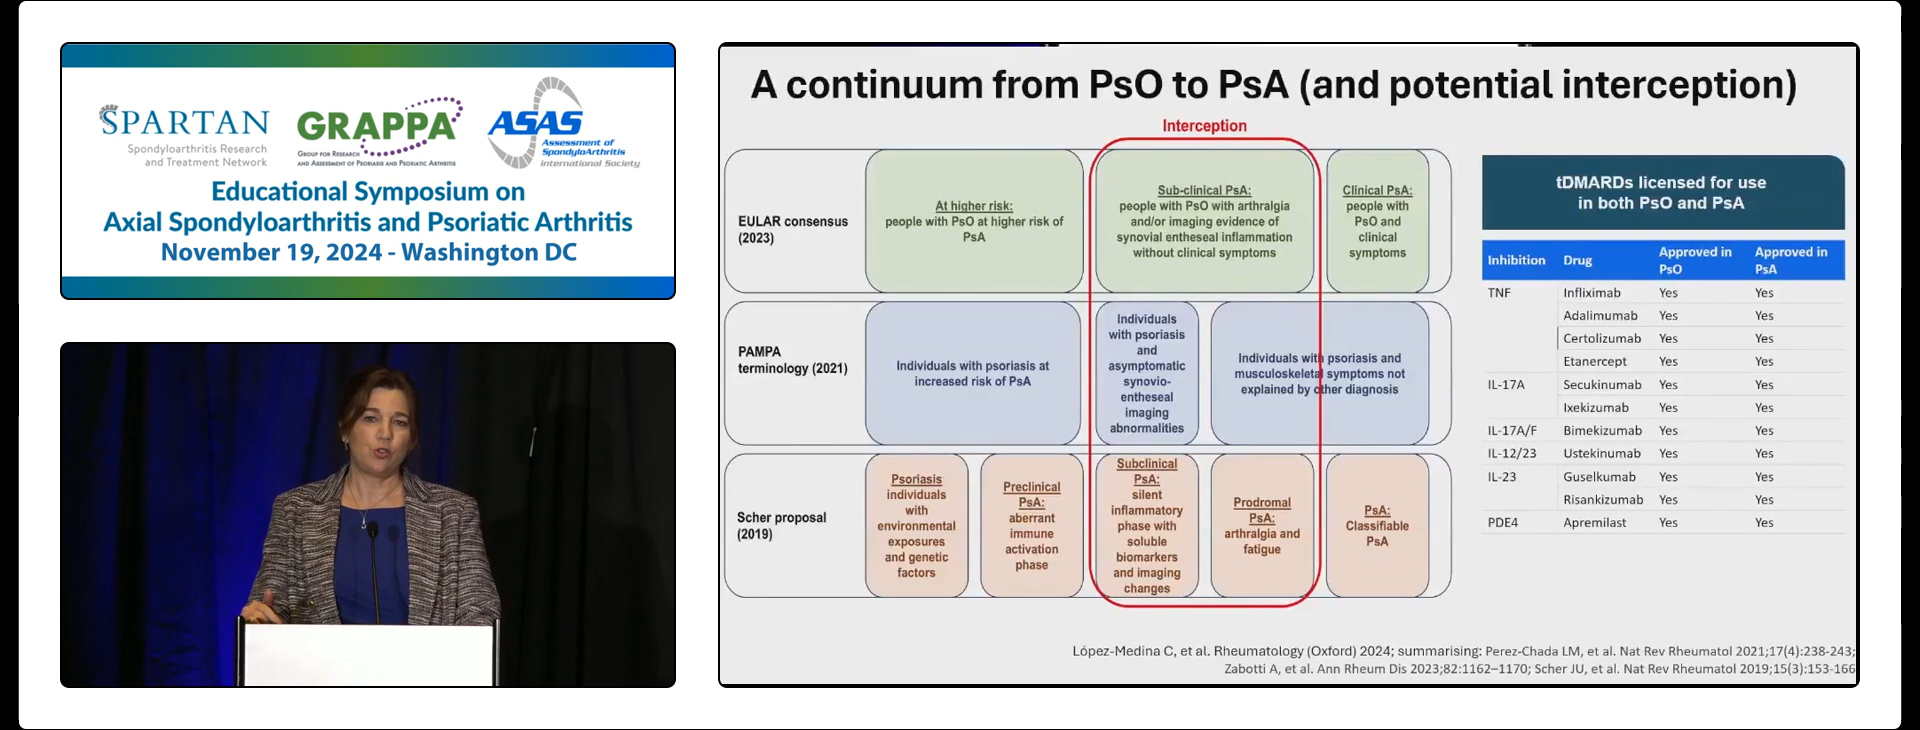 SPARTAN
Spondyloarthritis Research
and Treatment Network
GRAPPA
Group for Research
and Assessment of Psoriasis and Psoriatic Arthritis
ASAS
Assessment of
SpondyloArthritis
international Society
Educational Symposium on
Axial Spondyloarthritis and Psoriatic Arthritis
November 19, 2024 - Washington DC
A continuum from PsO to PsA (and potential interception)
Interception
EULAR consensus
(2023)
At higher risk:
people with PsO at higher risk of
PsA
Sub-clinical PsA:
people with PsO with arthralgia
and/or imaging evidence of
synovial entheseal inflammation
without clinical symptoms
Clinical PsA:
people with
PsO and
clinical
symptoms
PAMPA
terminology (2021)
Individuals with psoriasis at
increased risk of PsA
Individuals
with psoriasis
and
asymptomatic
synovio-
entheseal
imaging
abnormalities
Individuals with psoriasis and
musculoskeletal symptoms not
explained by other diagnosis
Scher proposal
(2019)
Psoriasis
individuals
with
environmental
exposures
and genetic
factors
Preclinical
PsA:
aberrant
immune
activation
phase
Subclinical
PsA:
silent
inflammatory
phase with
soluble
biomarkers
and imaging
changes
Prodromal
PsA:
arthralgia and
fatigue
PsA:
Classifiable
PsA
tDMARDs licensed for use
in both PsO and PsA
Inhibition Drug Approved in PsO Approved in PsA
TNF Infliximab Yes Yes
Adalimumab Yes Yes
Certolizumab Yes Yes
Etanercept Yes Yes
IL-17A Secukinumab Yes Yes
Ixekizumab Yes Yes
IL-17A/F Bimekizumab Yes Yes
IL-12/23 Ustekinumab Yes Yes
IL-23 Guselkumab Yes Yes
Risankizumab Yes Yes
PDE4 Apremilast Yes Yes
López-Medina C, et al. Rheumatology (Oxford) 2024; summarising: Perez-Chada LM, et al. Nat Rev Rheumatol 2021;17(4):238-243;
Zabotti A, et al. Ann Rheum Dis 2023;82:1162–1170; Scher JU, et al. Nat Rev Rheumatol 2019;15(3):153-166